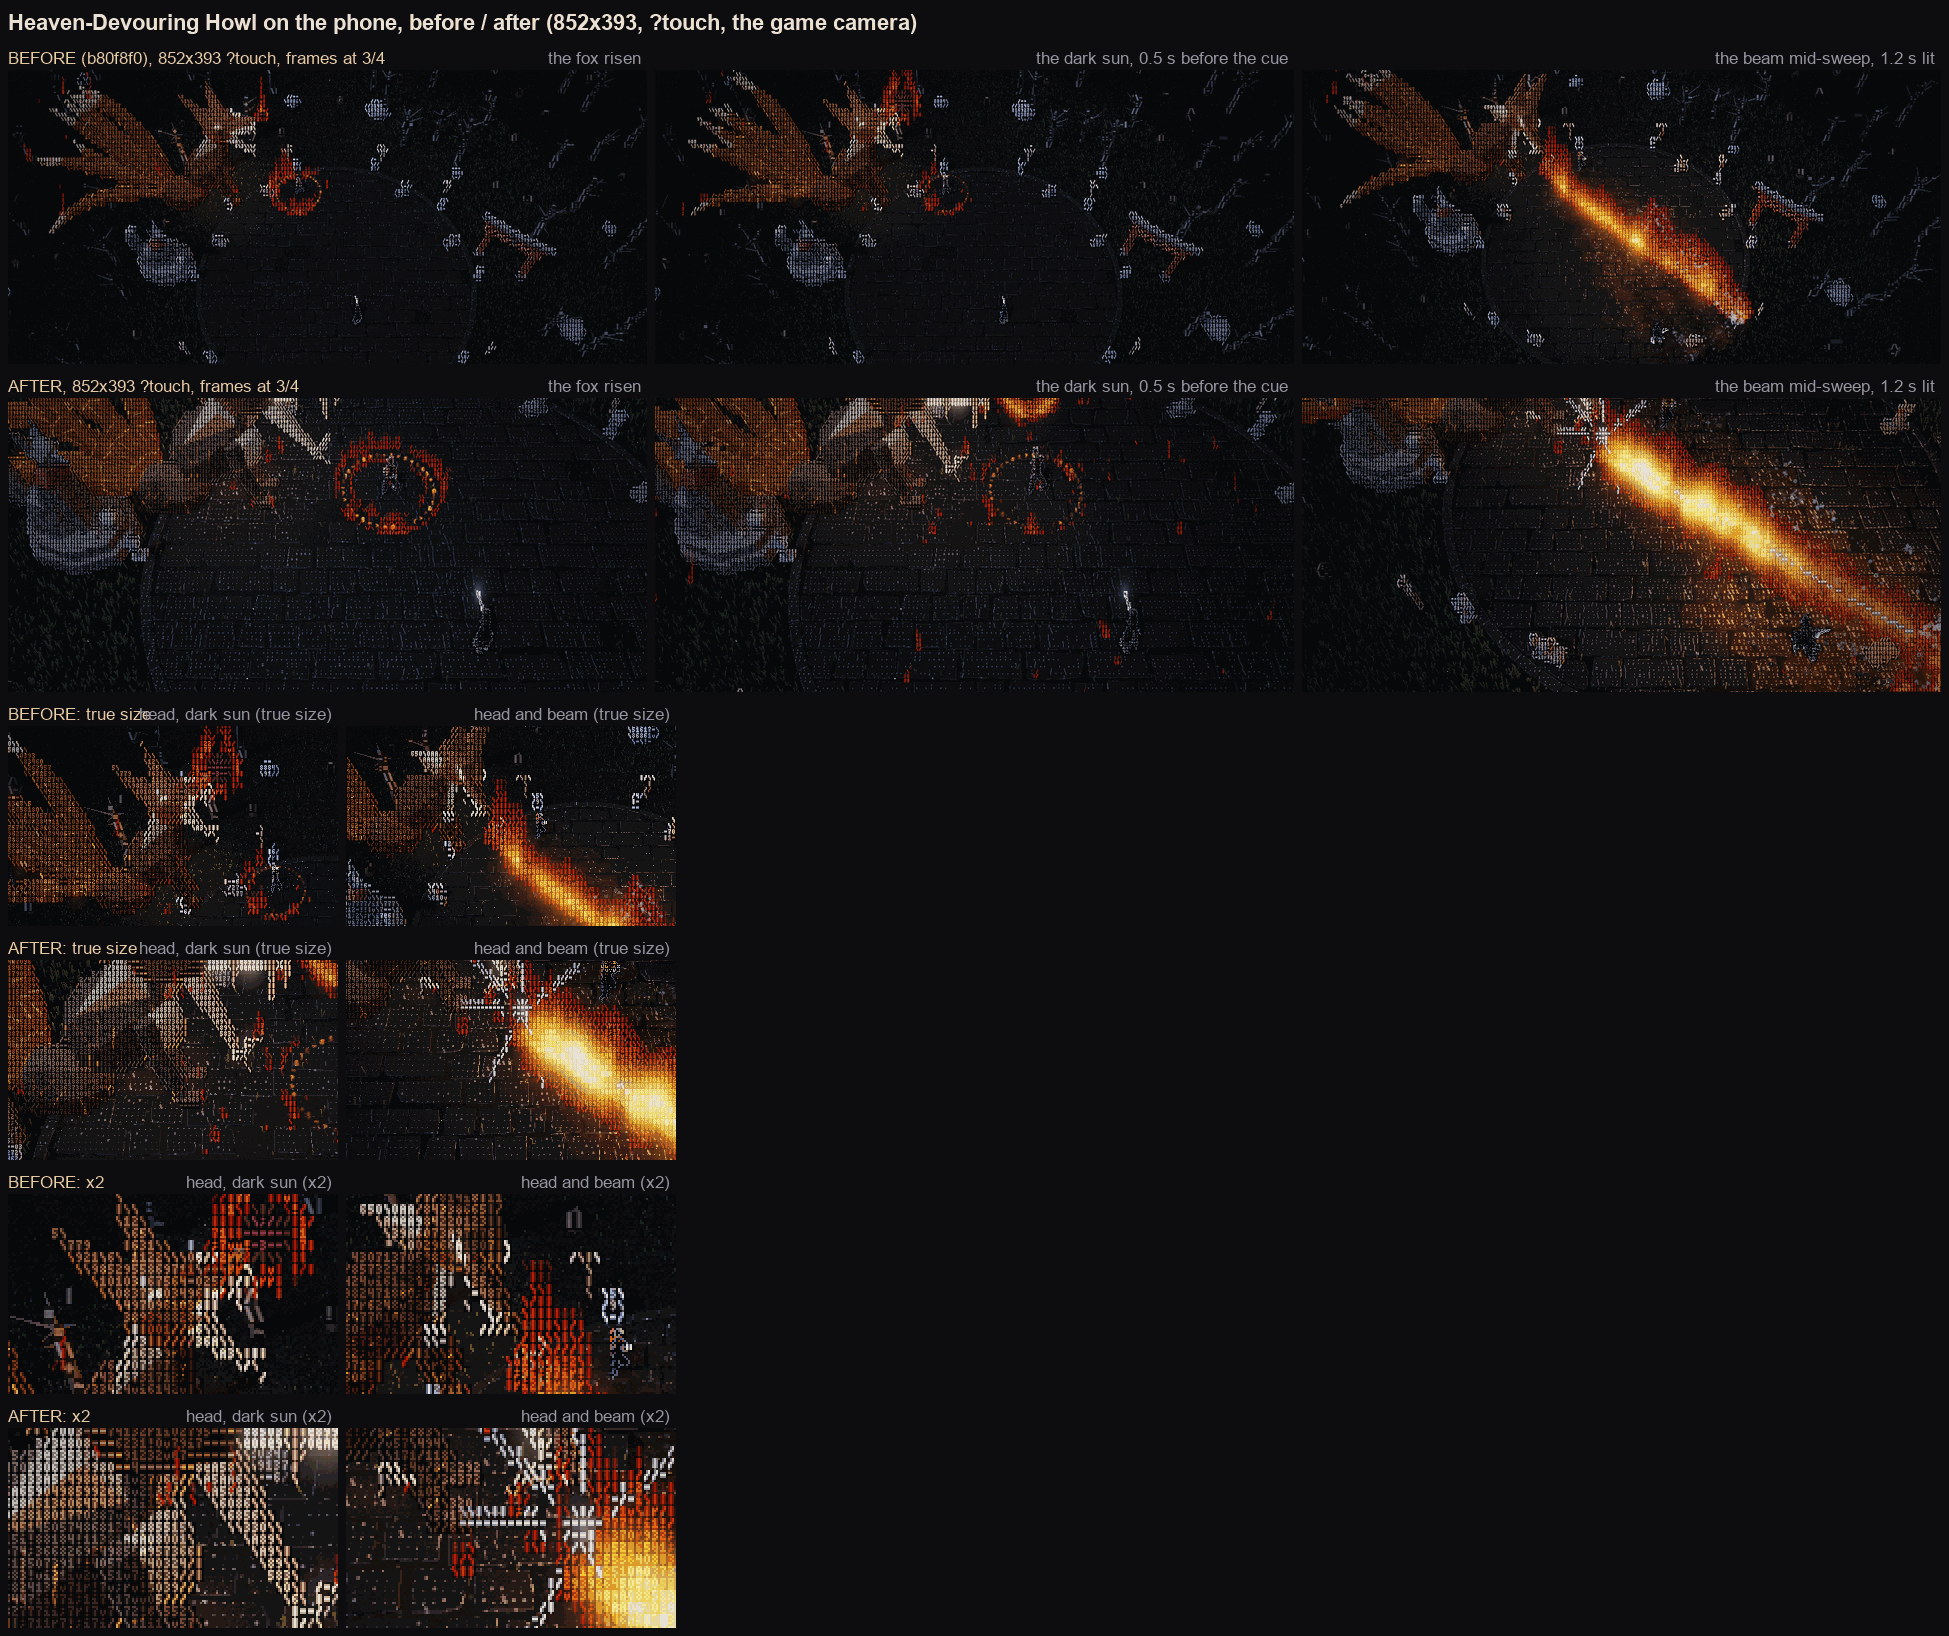 Heaven-Devouring Howl on the phone, before / after (852x393, ?touch, the game camera)
BEFORE (b80f8f0), 852x393 ?touch, frames at 3/4
the fox risen
the dark sun, 0.5 s before the cue
the beam mid-sweep, 1.2 s lit
AFTER, 852x393 ?touch, frames at 3/4
the fox risen
the dark sun, 0.5 s before the cue
the beam mid-sweep, 1.2 s lit
BEFORE: true size
head, dark sun (true size)
head and beam (true size)
AFTER: true size
head, dark sun (true size)
head and beam (true size)
BEFORE: x2
head, dark sun (x2)
head and beam (x2)
AFTER: x2
head, dark sun (x2)
head and beam (x2)